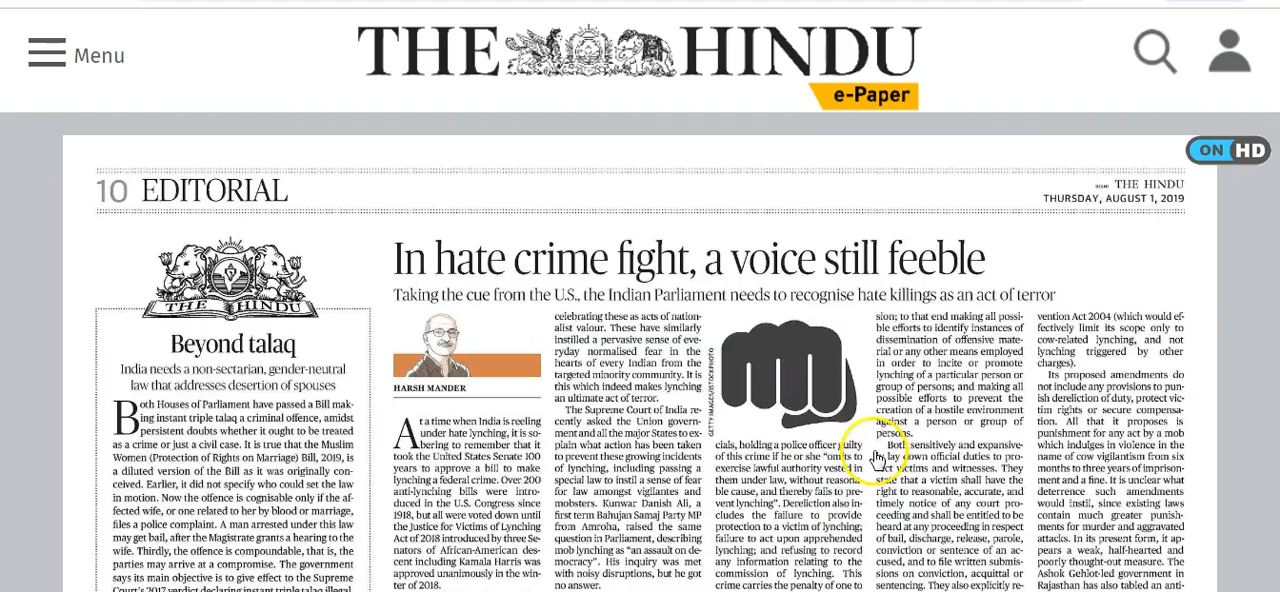 Menu
THE HINDU
e-Paper
ON HD
10 EDITORIAL
DELHI THE HINDU
THURSDAY, AUGUST 1, 2019
THE HINDU
Beyond talaq
India needs a non-sectarian, gender-neutral
law that addresses desertion of spouses
Both Houses of Parliament have passed a Bill mak-
ing instant triple talaq a criminal offence, amidst
persistent doubts whether it ought to be treated
as a crime or just a civil case. It is true that the Muslim
Women (Protection of Rights on Marriage) Bill, 2019, is
a diluted version of the Bill as it was originally con-
ceived. Earlier, it did not specify who could set the law
in motion. Now the offence is cognisable only if the af-
fected wife, or one related to her by blood or marriage,
files a police complaint. A man arrested under this law
may get bail, after the Magistrate grants a hearing to the
wife. Thirdly, the offence is compoundable, that is, the
parties may arrive at a compromise. The government
says its main objective is to give effect to the Supreme
Court's 2017 verdict declaring instant triple talaq illegal.
In hate crime fight, a voice still feeble
Taking the cue from the U.S., the Indian Parliament needs to recognise hate killings as an act of terror
HARSH MANDER
At a time when India is reeling
under hate lynching, it is so-
bering to remember that it
took the United States Senate 100
years to approve a bill to make
lynching a federal crime. Over 200
anti-lynching bills were intro-
duced in the U.S. Congress since
1918, but all were voted down until
the Justice for Victims of Lynching
Act of 2018 introduced by three Se-
nators of African-American des-
cent including Kamala Harris was
approved unanimously in the win-
ter of 2018.
celebrating these as acts of nation-
alist valour. These have similarly
instilled a pervasive sense of ev-
eryday normalised fear in the
hearts of every Indian from the
targeted minority community. It is
this which indeed makes lynching
an ultimate act of terror.
The Supreme Court of India re-
cently asked the Union govern-
ment and all the major States to ex-
plain what action has been taken
to prevent these growing incidents
of lynching, including passing a
special law to instil a sense of fear
for law amongst vigilantes and
mobsters. Kunwar Danish Ali, a
first term Bahujan Samaj Party MP
from Amroha, raised the same
question in Parliament, describing
mob lynching as "an assault on de-
mocracy". His inquiry was met
with noisy disruptions, but he got
no answer.
GETTY IMAGES/ISTOCKPHOTO
cials, holding a police officer guilty
of this crime if he or she "omits to
exercise lawful authority vested in
them under law, without reasona-
ble cause, and thereby fails to pre-
vent lynching". Dereliction also in-
cludes the failure to provide
protection to a victim of lynching;
failure to act upon apprehended
lynching; and refusing to record
any information relating to the
commission of lynching. This
crime carries the penalty of one to
sion; to that end making all possi-
ble efforts to identify instances of
dissemination of offensive mate-
rial or any other means employed
in order to incite or promote
lynching of a particular person or
group of persons; and making all
possible efforts to prevent the
creation of a hostile environment
against a person or group of
persons.
Both sensitively and expansive-
lay down official duties to pro-
victims and witnesses. They
state that a victim shall have the
right to reasonable, accurate, and
timely notice of any court pro-
ceeding and shall be entitled to be
heard at any proceeding in respect
of bail, discharge, release, parole,
conviction or sentence of an ac-
cused, and to file written submis-
sions on conviction, acquittal or
sentencing. They also explicitly re-
vention Act 2004 (which would ef-
fectively limit its scope only to
cow-related lynching, and not
lynching triggered by other
charges).
Its proposed amendments do
not include any provisions to pun-
ish dereliction of duty, protect vic-
tim rights or secure compensa-
tion. All that it proposes is
punishment for any act by a mob
which indulges in violence in the
name of cow vigilantism from six
months to three years of imprison-
ment and a fine. It is unclear what
deterrence such amendments
would instil, since existing laws
contain much greater punish-
ments for murder and aggravated
attacks. In its present form, it ap-
pears a weak, half-hearted and
poorly thought-out measure. The
Ashok Gehlot-led government in
Rajasthan has also tabled an anti-